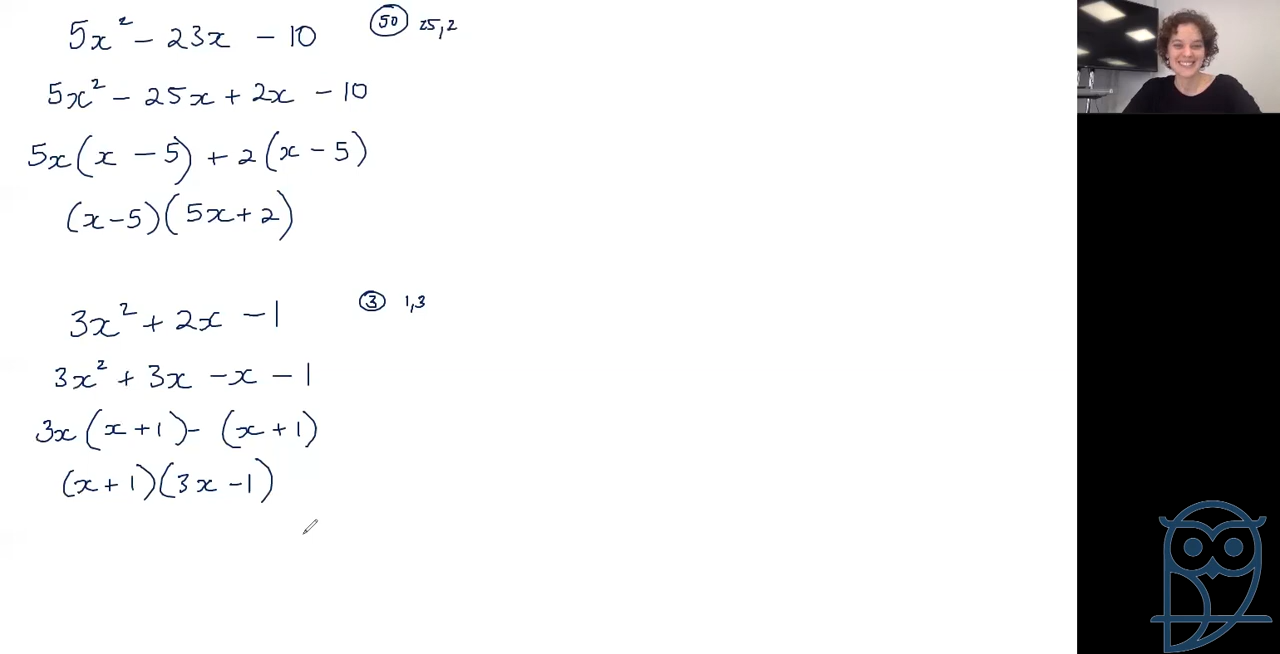 5x² - 23x - 10 50 25,2
5x² - 25x + 2x - 10
5x(x - 5) + 2(x - 5)
(x - 5)(5x + 2)
3x² + 2x - 1 3 1,3
3x² + 3x - x - 1
3x(x + 1) - (x + 1)
(x + 1)(3x - 1)